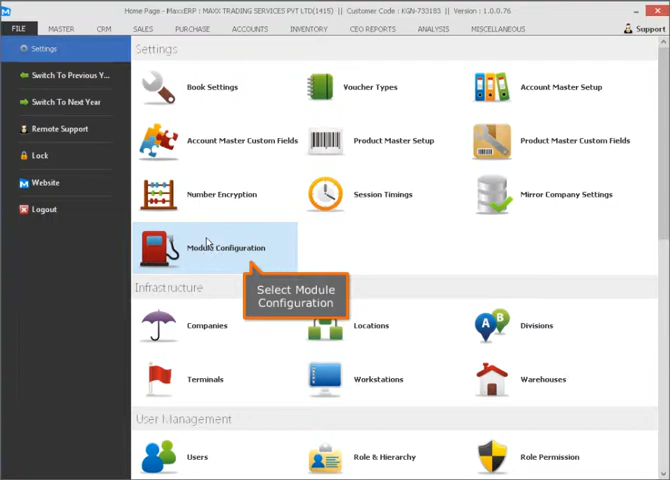 Home Page - MaxxERP : MAXX TRADING SERVICES PVT LTD(1415) || Customer Code : KGN-733183 || Version : 1.0.0.76
FILE MASTER CRM SALES PURCHASE ACCOUNTS INVENTORY CEO REPORTS ANALYSIS MISCELLANEOUS Support
Settings
Switch To Previous Y...
Switch To Next Year
Remote Support
Lock
Website
Logout
Settings
Book Settings Voucher Types Account Master Setup
Account Master Custom Fields Product Master Setup Product Master Custom Fields
Number Encryption Session Timings Mirror Company Settings
Module Configuration
Select Module
Configuration
Infrastructure
Companies Locations Divisions
Terminals Workstations Warehouses
User Management
Users Role & Hierarchy Role Permission